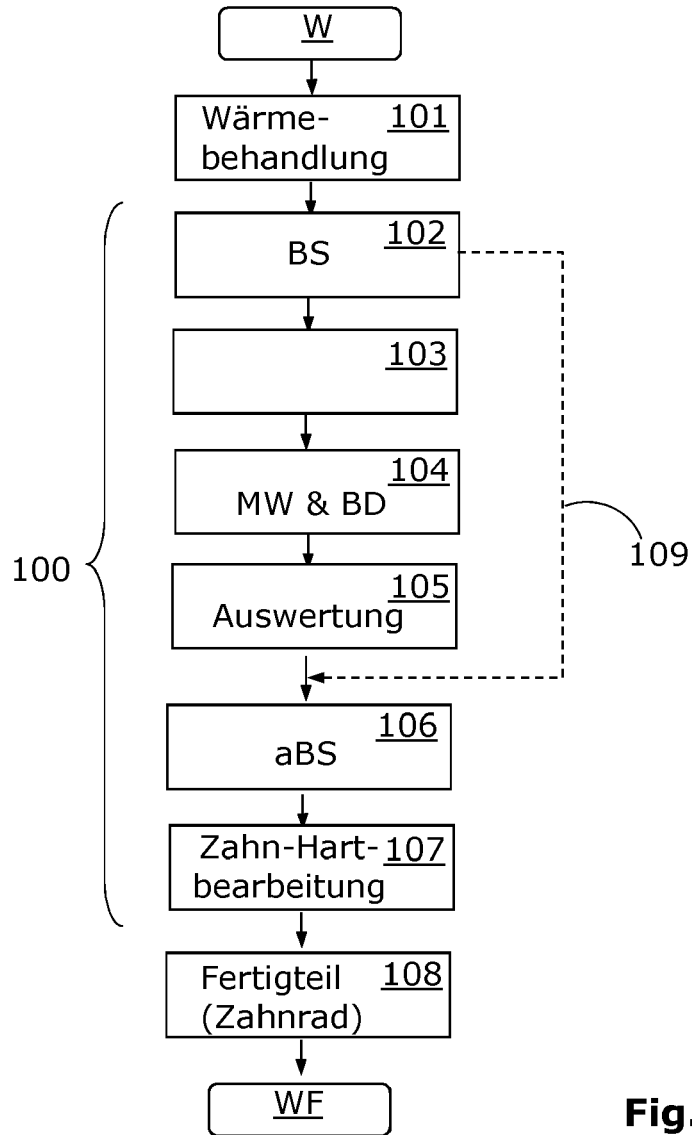 W
Wärme- 101
behandlung
102
BS
103
104
MW & BD
109
100
105
Auswertung
106
aBS
Zahn-Hart- 107
bearbeitung
Fertigteil 108
(Zahnrad)
WF
Fig.